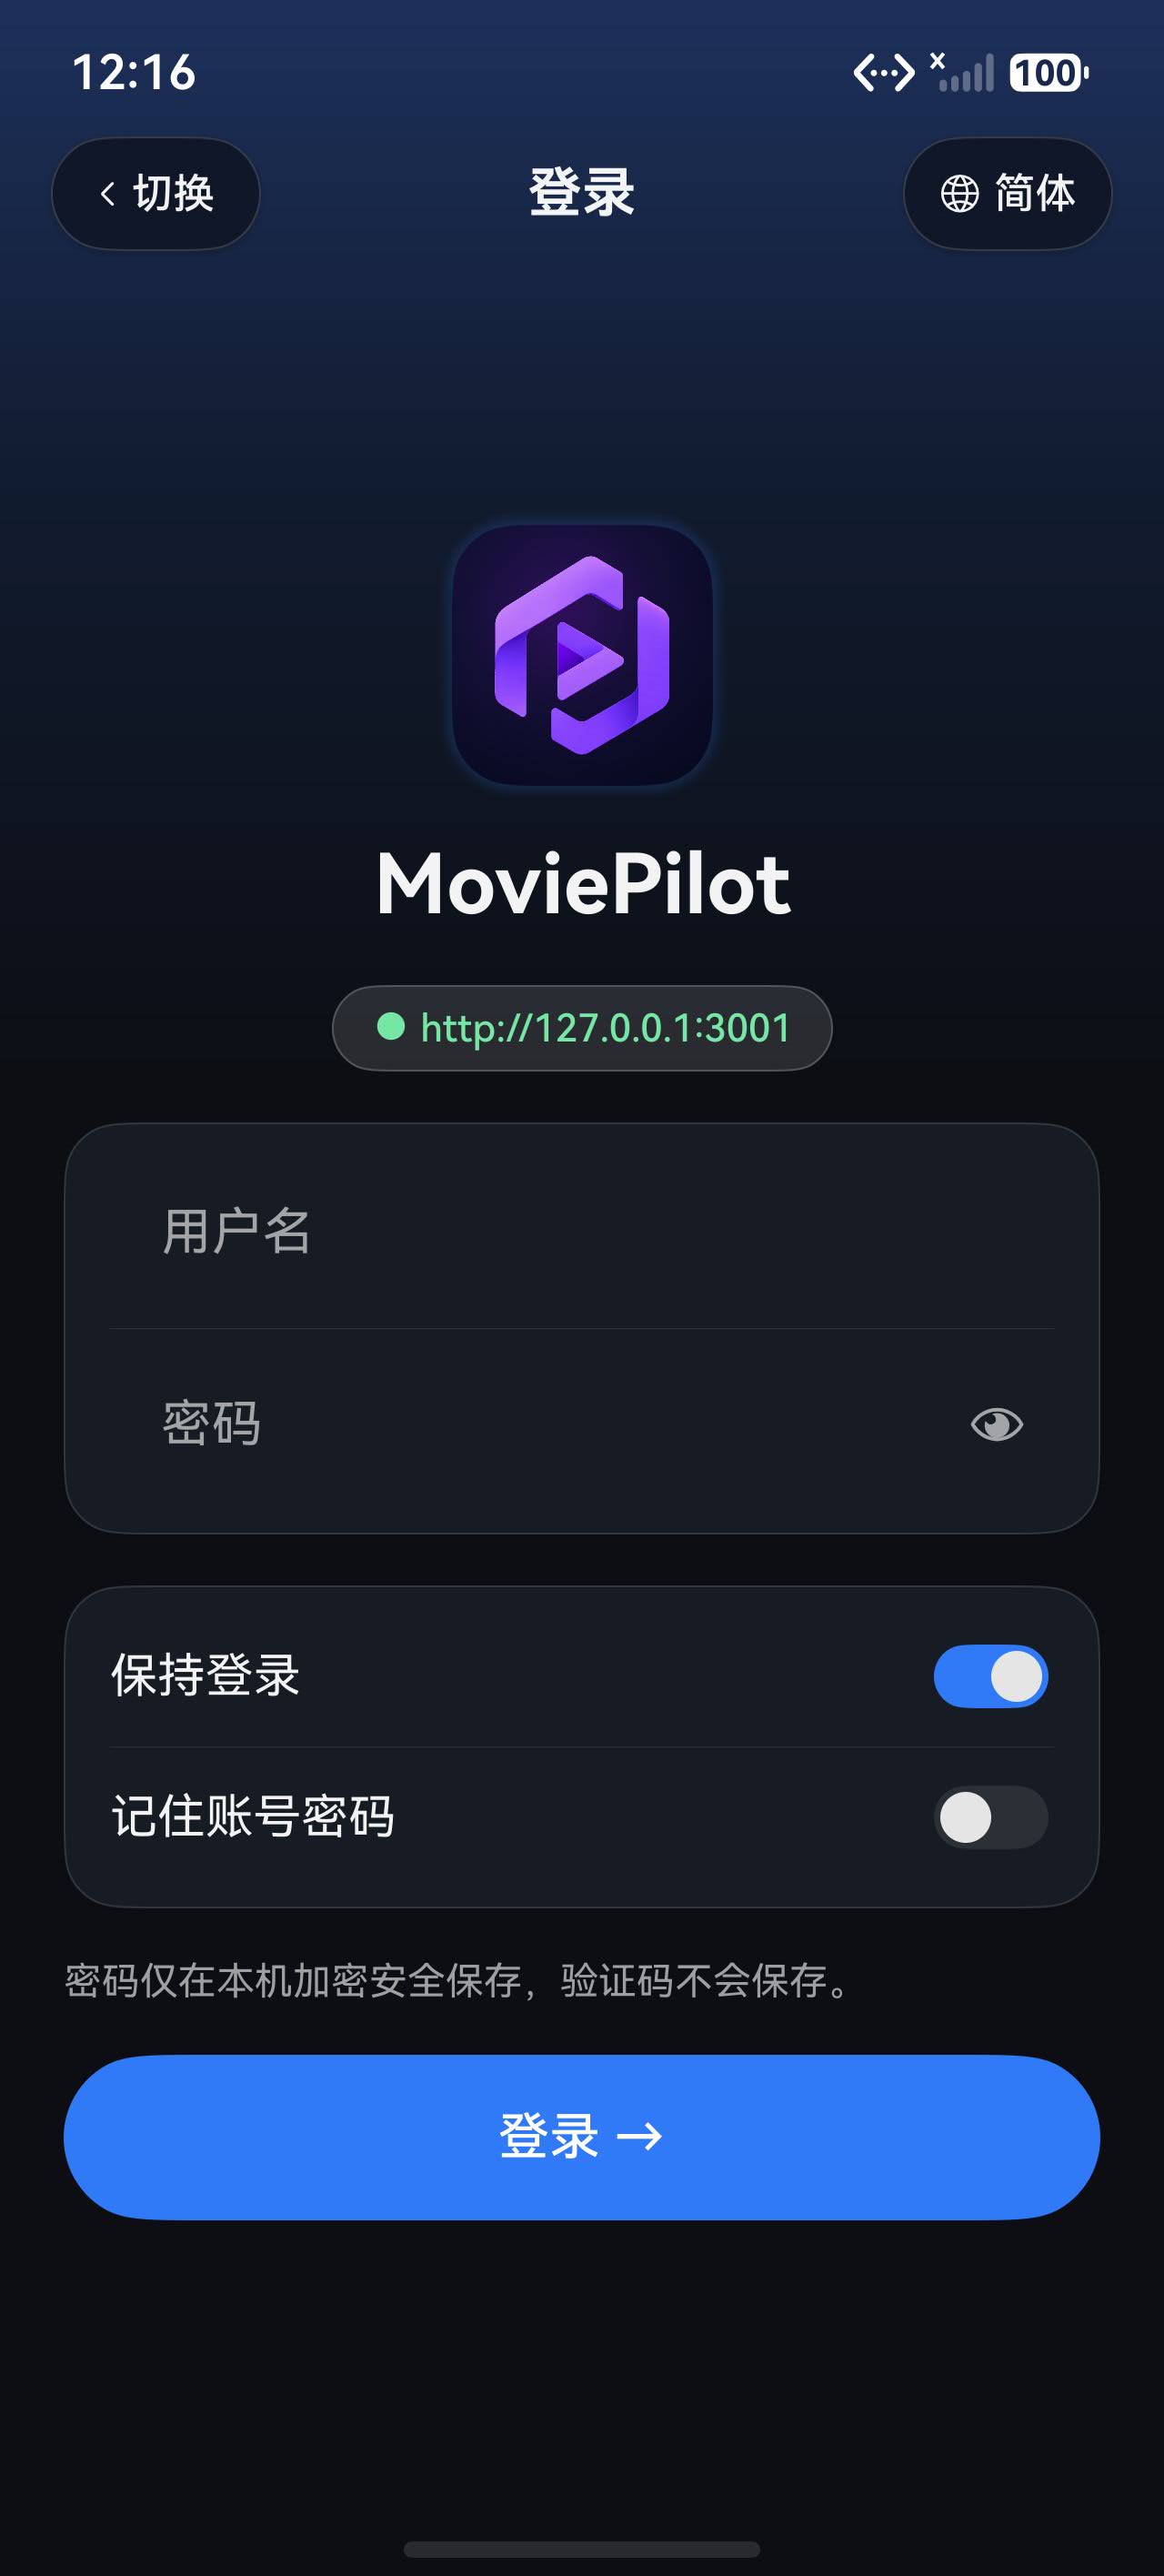 12:16
100
切换
登录
简体
MoviePilot
http://127.0.0.1:3001
用户名
密码
保持登录
记住账号密码
密码仅在本机加密安全保存，验证码不会保存。
登录 →